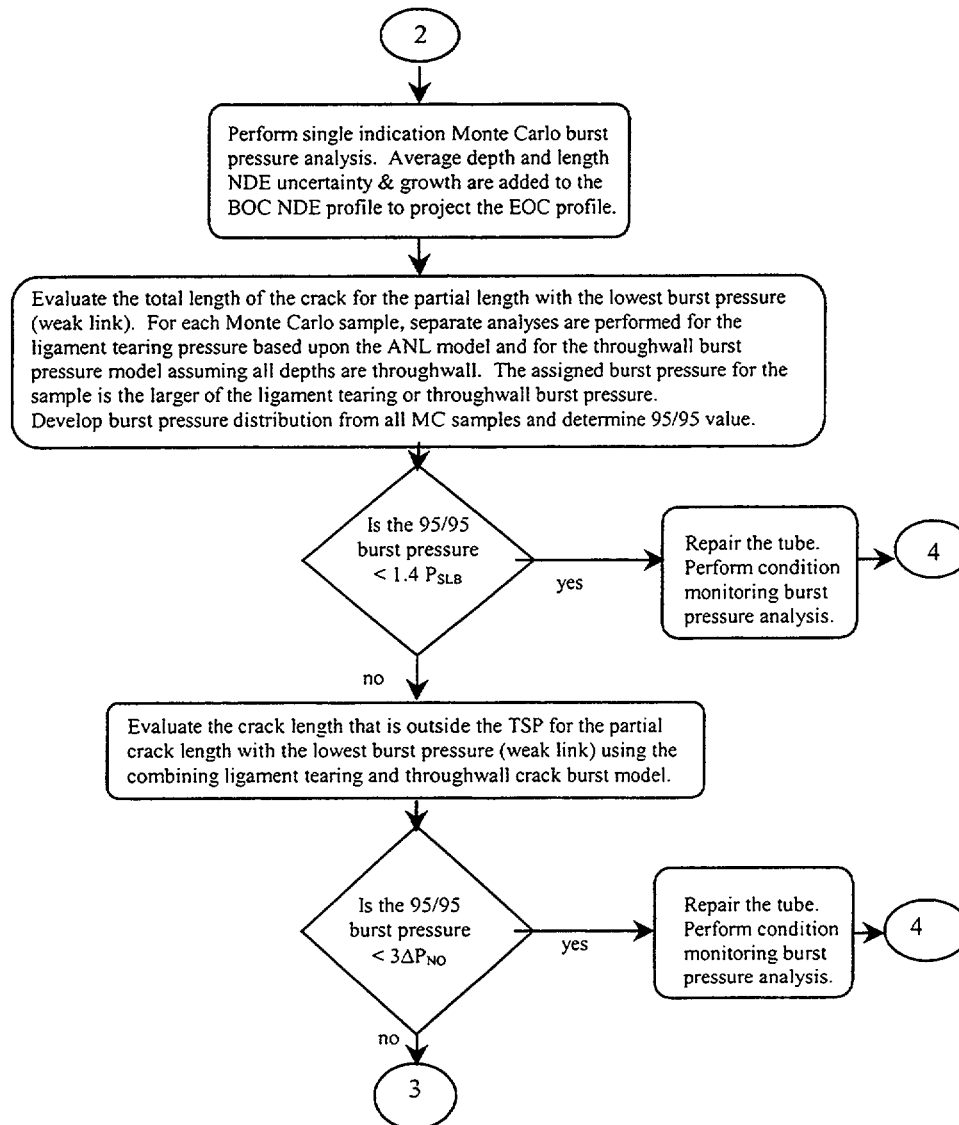 2
Perform single indication Monte Carlo burst
pressure analysis. Average depth and length
NDE uncertainty & growth are added to the
BOC NDE profile to project the EOC profile.
Evaluate the total length of the crack for the partial length with the lowest burst pressure
(weak link). For each Monte Carlo sample, separate analyses are performed for the
ligament tearing pressure based upon the ANL model and for the throughwall burst
pressure model assuming all depths are throughwall. The assigned burst pressure for the
sample is the larger of the ligament tearing or throughwall burst pressure.
Develop burst pressure distribution from all MC samples and determine 95/95 value.
Is the 95/95
burst pressure
< 1.4 P_SLB
yes
Repair the tube.
Perform condition
monitoring burst
pressure analysis.
4
no
Evaluate the crack length that is outside the TSP for the partial
crack length with the lowest burst pressure (weak link) using the
combining ligament tearing and throughwall crack burst model.
Is the 95/95
burst pressure
< 3ΔP_NO
yes
Repair the tube.
Perform condition
monitoring burst
pressure analysis.
4
no
3